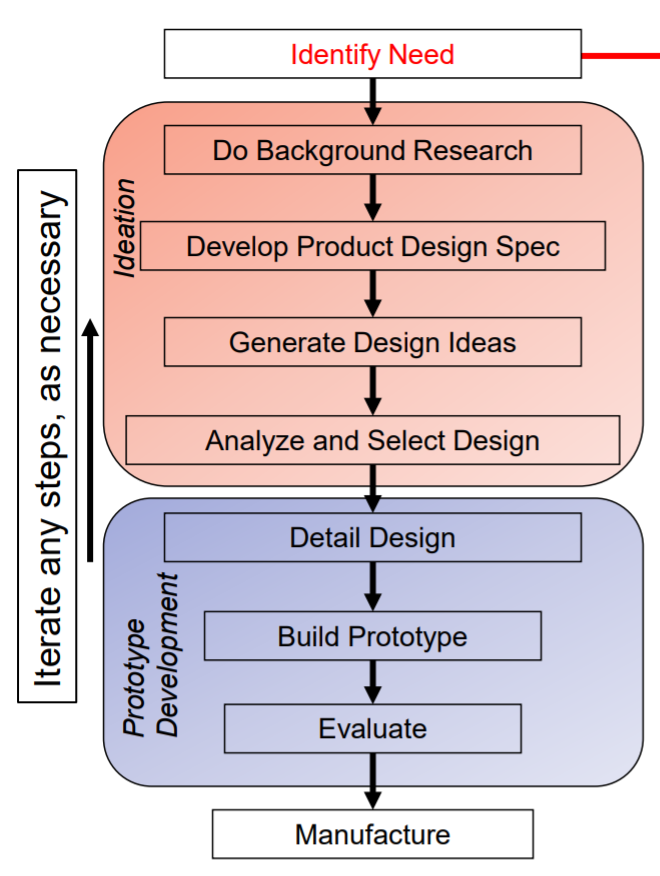 Identify Need
Do Background Research
Ideation
Develop Product Design Spec
Generate Design Ideas
Analyze and Select Design
Iterate any steps, as necessary
Detail Design
Build Prototype
Prototype
Development
Evaluate
Manufacture